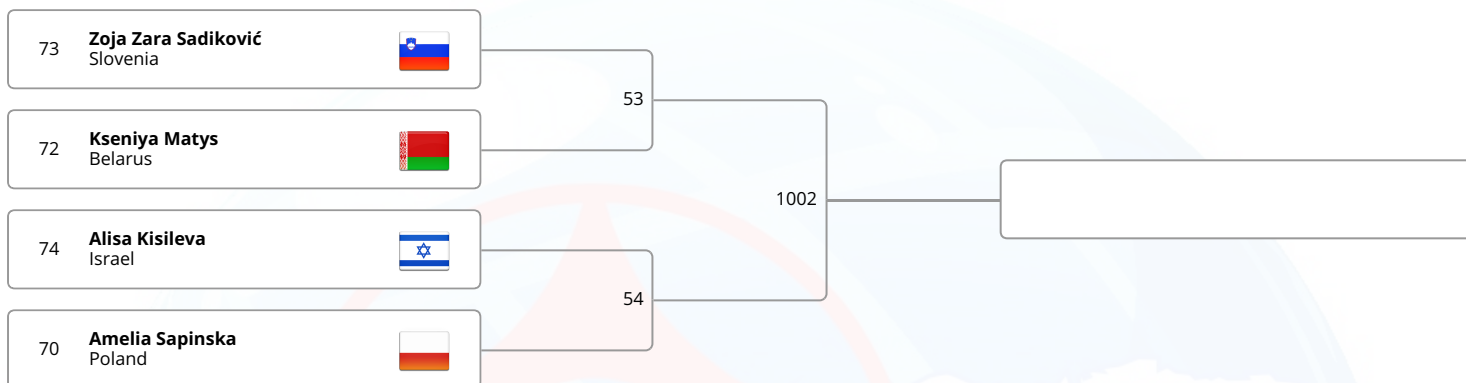 73
Zoja Zara Sadiković
Slovenia
53
72
Kseniya Matys
Belarus
1002
74
Alisa Kisileva
Israel
54
70
Amelia Sapinska
Poland